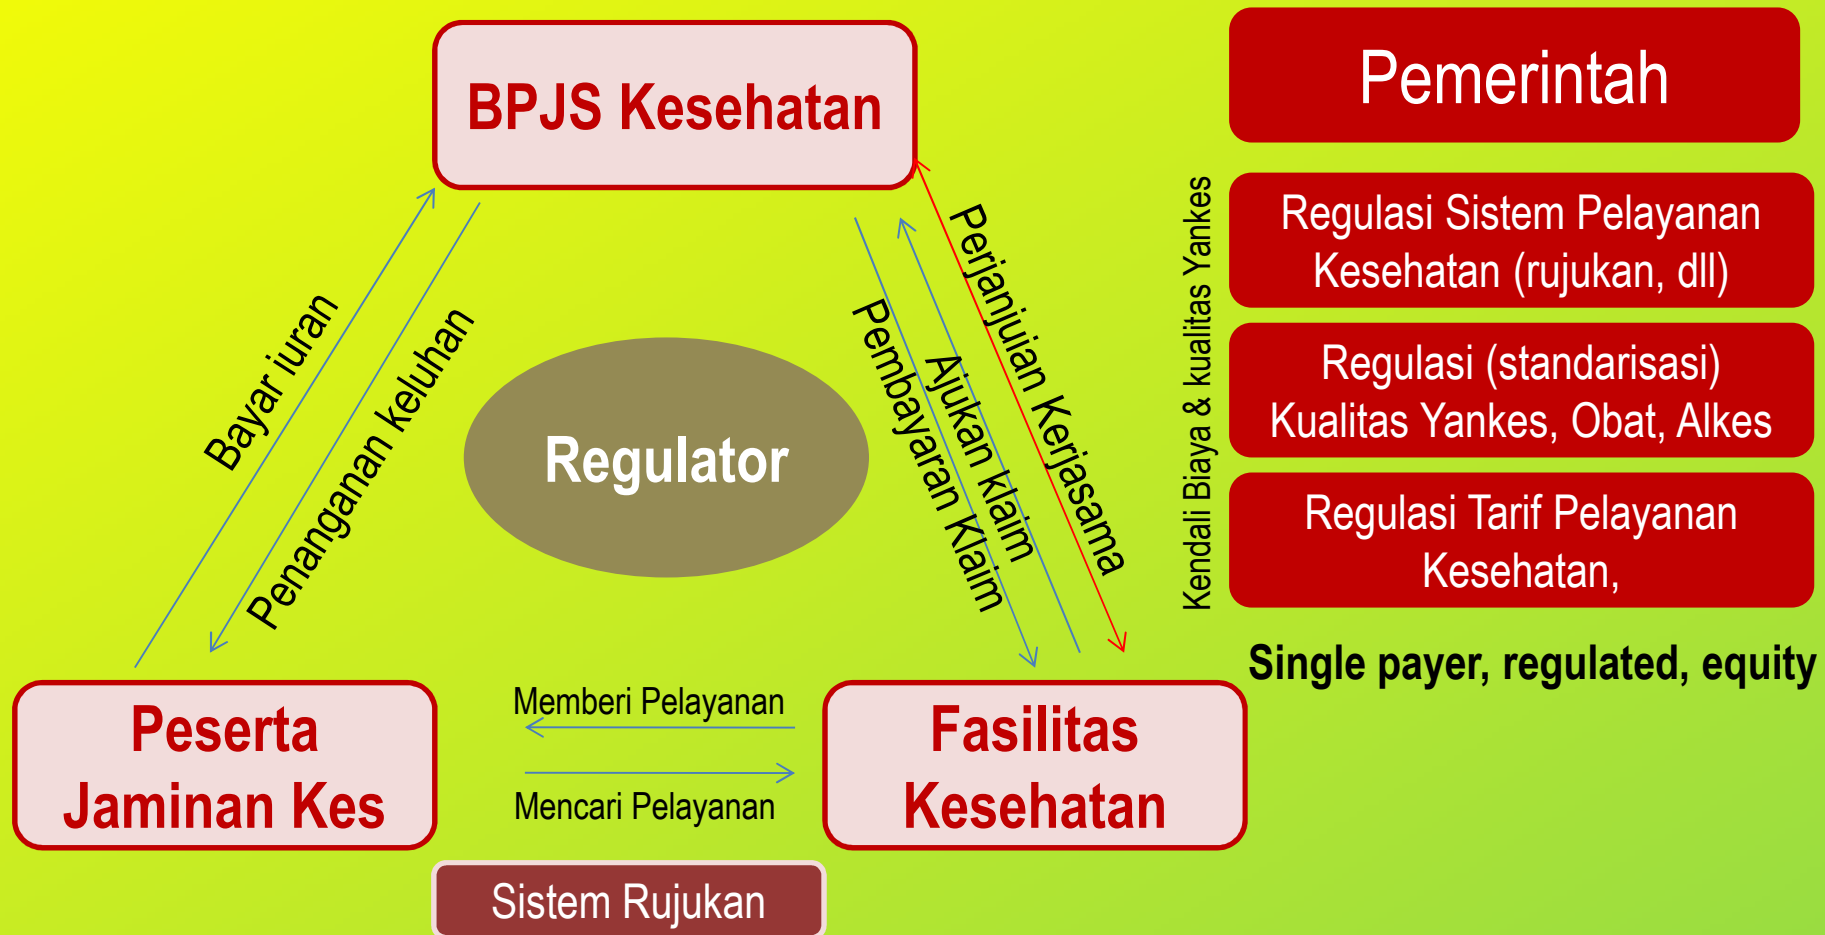 BPJS Kesehatan
Pemerintah
Kendali Biaya & kualitas Yankes
Regulasi Sistem Pelayanan
Kesehatan (rujukan, dll)
Regulasi (standarisasi)
Kualitas Yankes, Obat, Alkes
Regulasi Tarif Pelayanan
Kesehatan,
Single payer, regulated, equity
Bayar iuran
Penanganan keluhan
Regulator
Pembayaran Klaim
Ajukan klaim
Perjanjuian Kerjasama
Peserta
Jaminan Kes
Memberi Pelayanan
Mencari Pelayanan
Fasilitas
Kesehatan
Sistem Rujukan